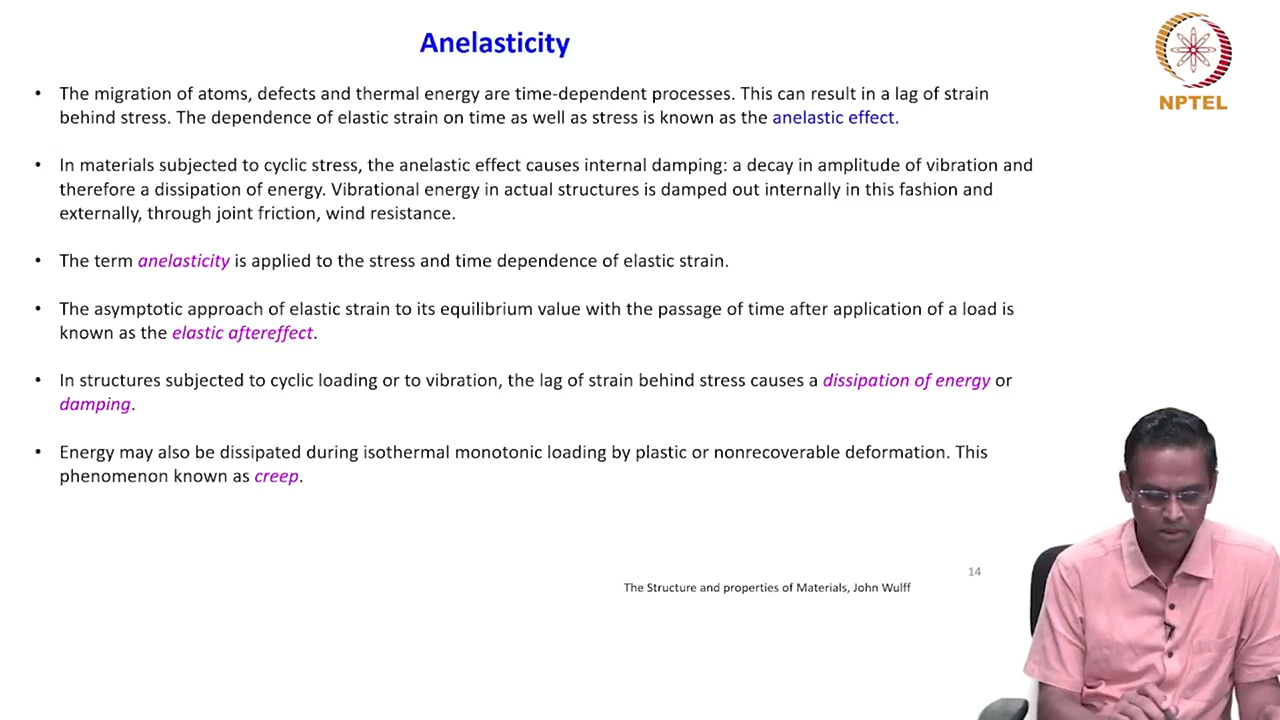 Anelasticity
NPTEL
• The migration of atoms, defects and thermal energy are time-dependent processes. This can result in a lag of strain
behind stress. The dependence of elastic strain on time as well as stress is known as the anelastic effect.
• In materials subjected to cyclic stress, the anelastic effect causes internal damping: a decay in amplitude of vibration and
therefore a dissipation of energy. Vibrational energy in actual structures is damped out internally in this fashion and
externally, through joint friction, wind resistance.
• The term anelasticity is applied to the stress and time dependence of elastic strain.
• The asymptotic approach of elastic strain to its equilibrium value with the passage of time after application of a load is
known as the elastic aftereffect.
• In structures subjected to cyclic loading or to vibration, the lag of strain behind stress causes a dissipation of energy or
damping.
• Energy may also be dissipated during isothermal monotonic loading by plastic or nonrecoverable deformation. This
phenomenon known as creep.
14
The Structure and properties of Materials, John Wulff